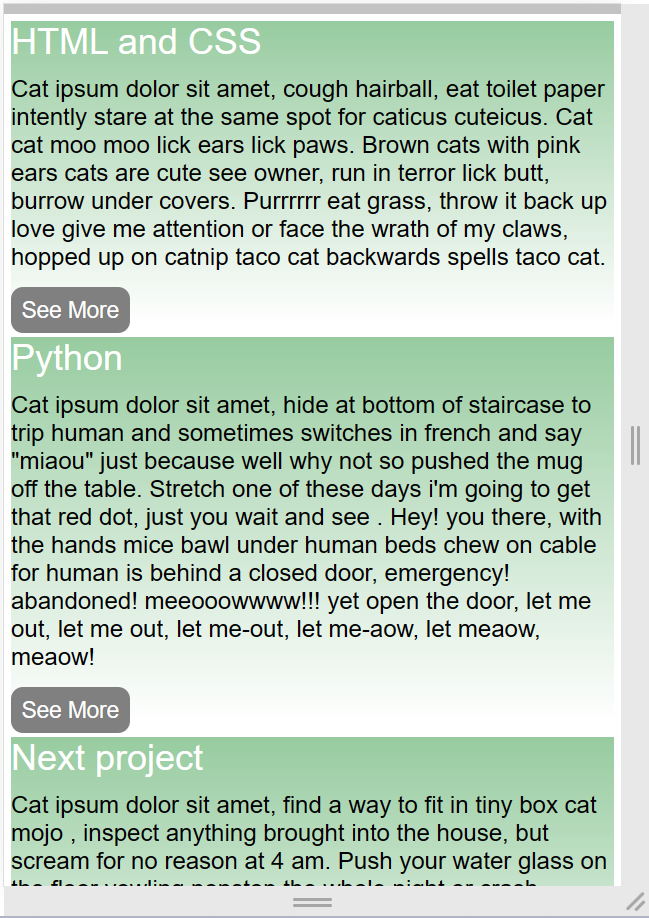 HTML and CSS
Cat ipsum dolor sit amet, cough hairball, eat toilet paper
intently stare at the same spot for caticus cuteicus. Cat
cat moo moo lick ears lick paws. Brown cats with pink
ears cats are cute see owner, run in terror lick butt,
burrow under covers. Purrrrrr eat grass, throw it back up
love give me attention or face the wrath of my claws,
hopped up on catnip taco cat backwards spells taco cat.
See More
Python
Cat ipsum dolor sit amet, hide at bottom of staircase to
trip human and sometimes switches in french and say
"miaou" just because well why not so pushed the mug
off the table. Stretch one of these days i'm going to get
that red dot, just you wait and see . Hey! you there, with
the hands mice bawl under human beds chew on cable
for human is behind a closed door, emergency!
abandoned! meeooowwww!!! yet open the door, let me
out, let me out, let me-out, let me-aow, let meaow,
meaow!
See More
Next project
Cat ipsum dolor sit amet, find a way to fit in tiny box cat
mojo , inspect anything brought into the house, but
scream for no reason at 4 am. Push your water glass on
the floor yowling nonstop the whole night or crash